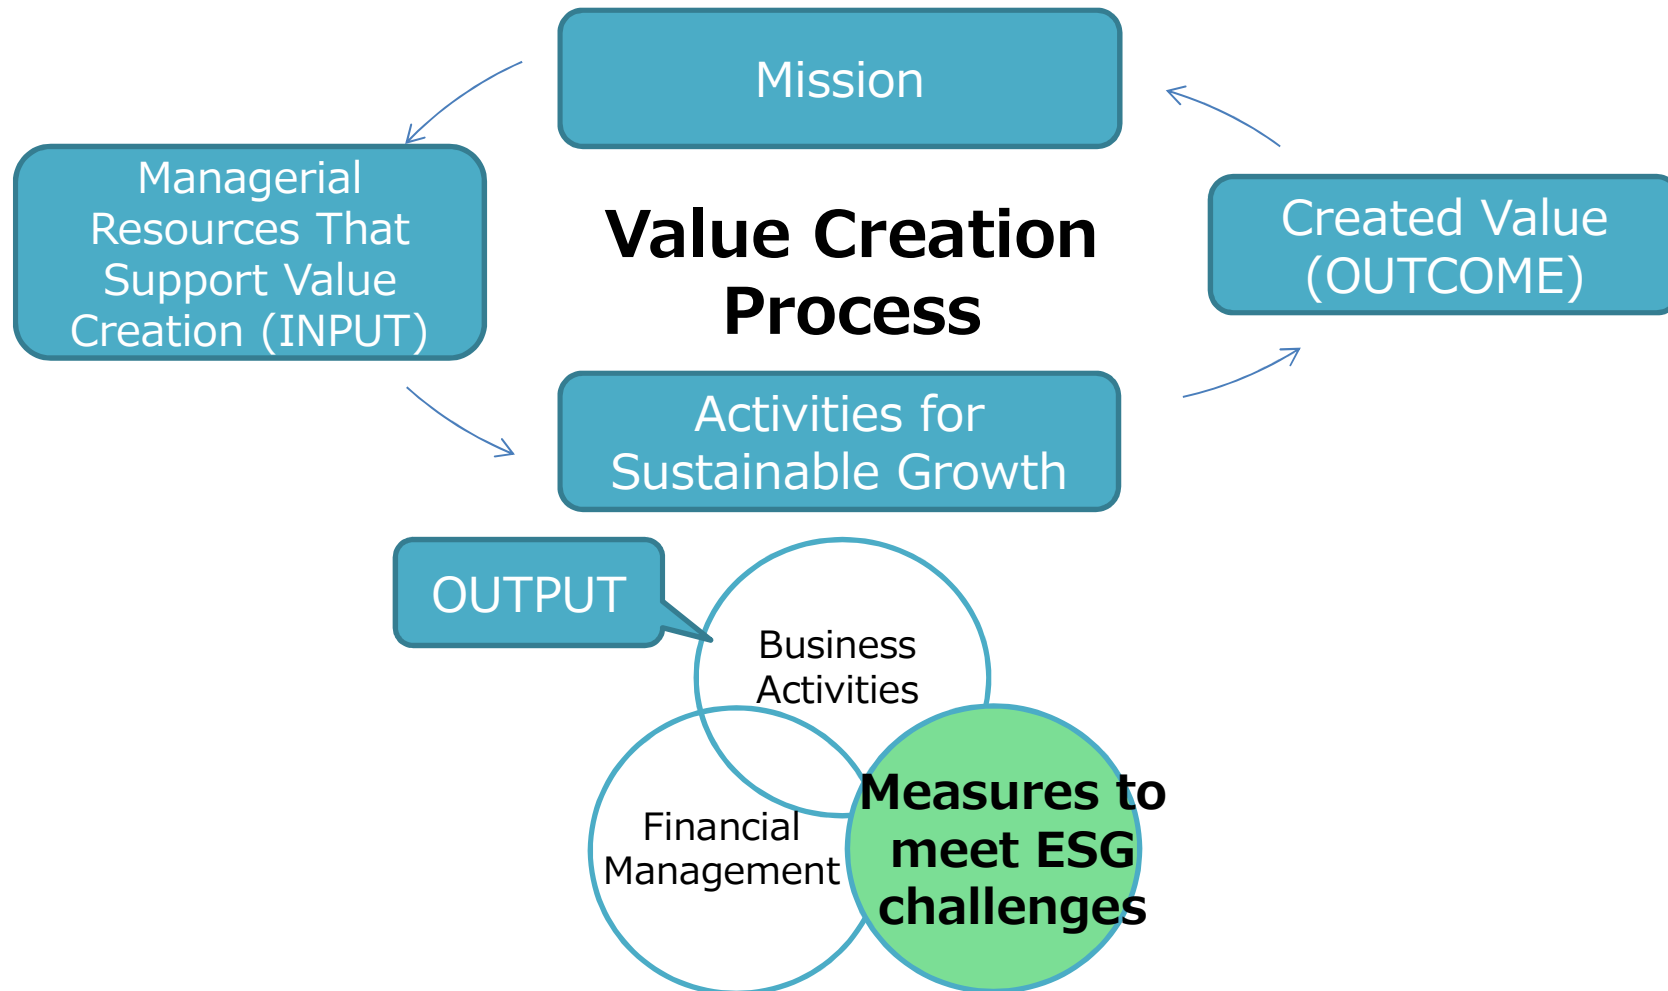 Mission
Managerial
Resources That
Support Value
Creation (INPUT)
Value Creation
Process
Created Value
(OUTCOME)
Activities for
Sustainable Growth
OUTPUT
Business
Activities
Financial
Management
Measures to
meet ESG
challenges